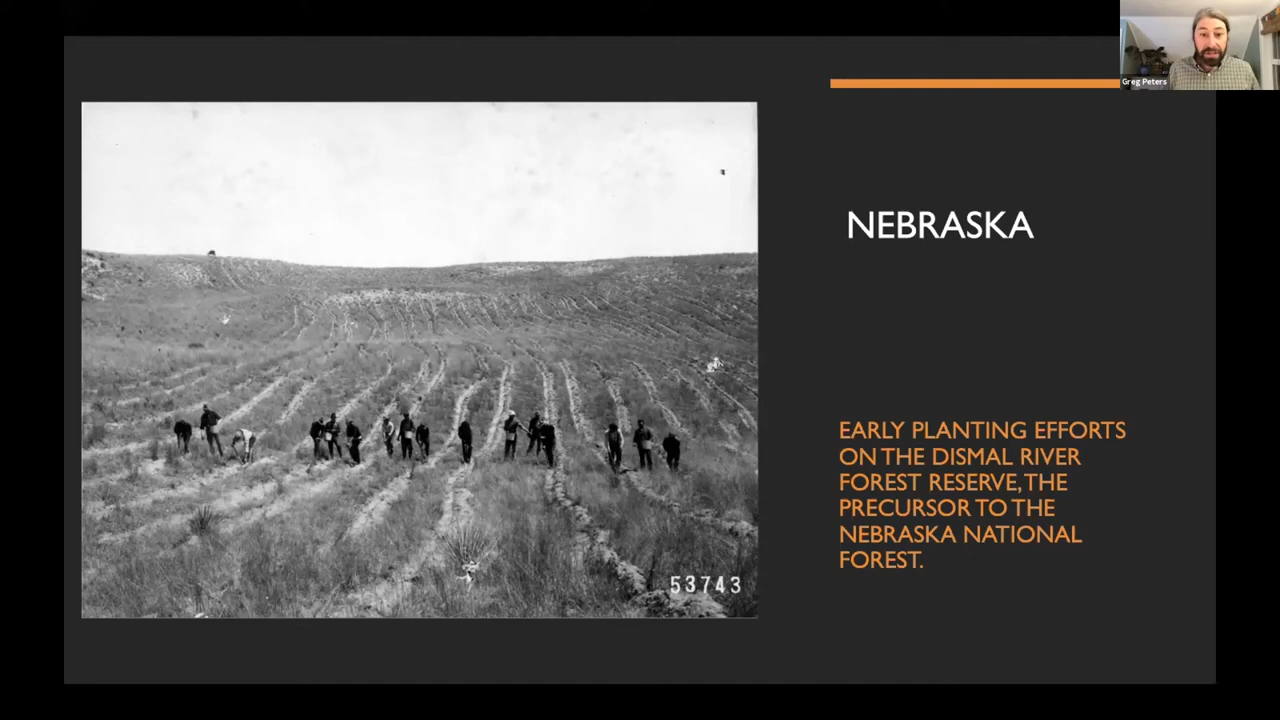 Greg Peters
NEBRASKA
EARLY PLANTING EFFORTS
ON THE DISMAL RIVER
FOREST RESERVE, THE
PRECURSOR TO THE
NEBRASKA NATIONAL
FOREST.
53743